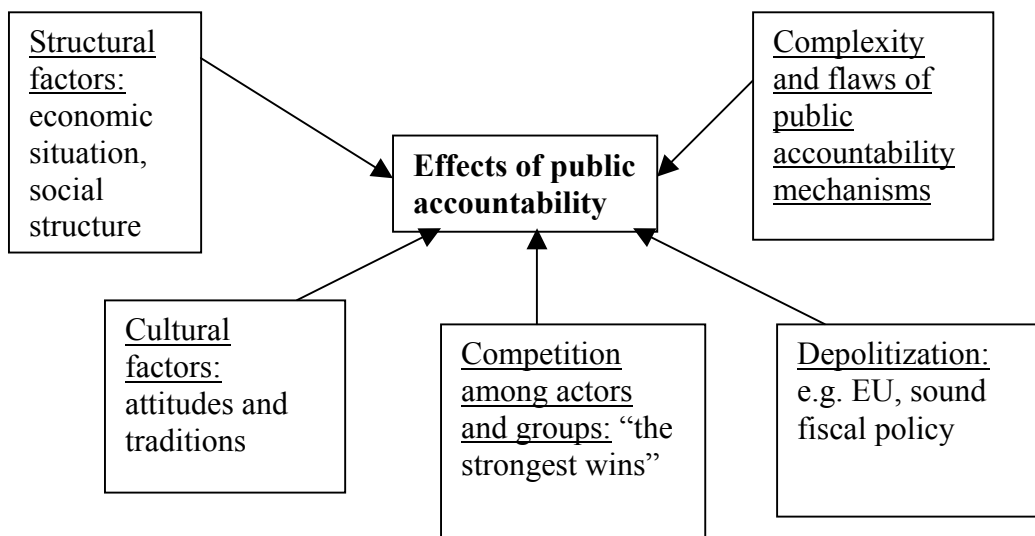 Structural
factors:
economic
situation,
social
structure
Complexity
and flaws of
public
accountability
mechanisms
Effects of public
accountability
Cultural
factors:
attitudes and
traditions
Competition
among actors
and groups: “the
strongest wins”
Depolitization:
e.g. EU, sound
fiscal policy